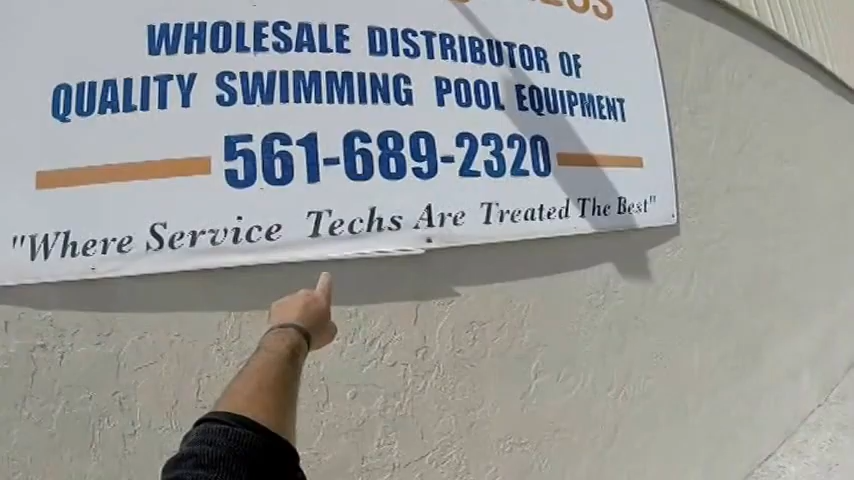 WHOLESALE DISTRIBUTOR OF
QUALITY SWIMMING POOL EQUIPMENT
561-689-2320
"Where Service Techs Are Treated The Best"